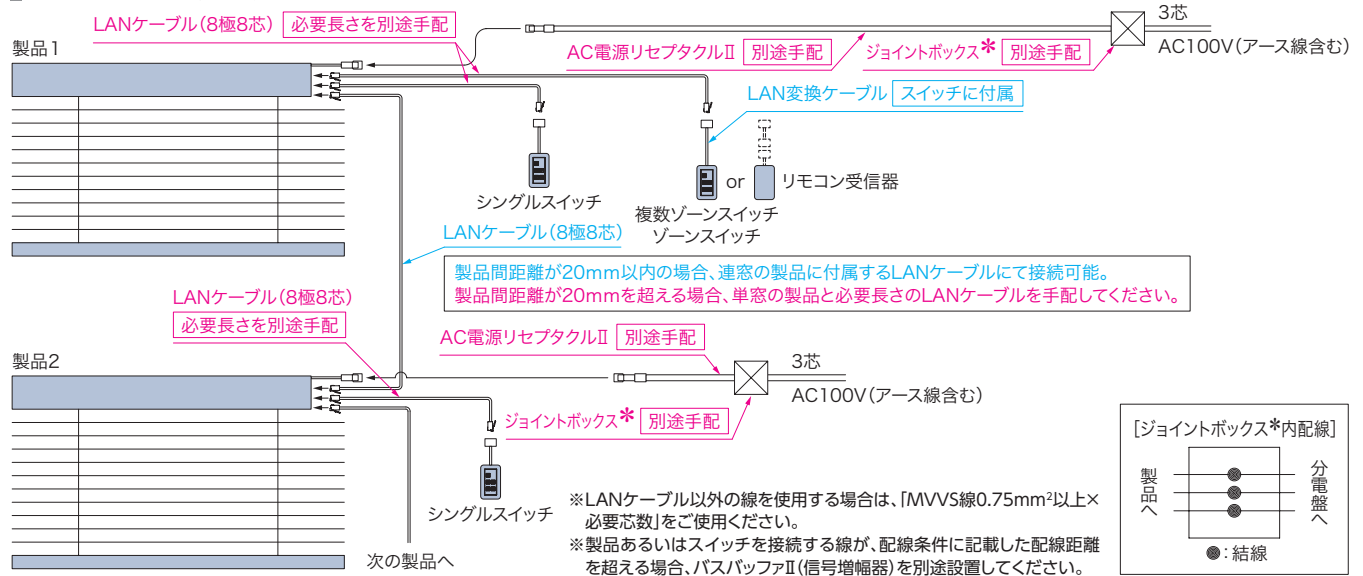 LANケーブル(8極8芯) 必要長さを別途手配
3芯
製品1
AC電源リセプタクルⅡ 別途手配
ジョイントボックス＊ 別途手配
AC100V(アース線含む)
LAN変換ケーブル スイッチに付属
シングルスイッチ
or
リモコン受信器
複数ゾーンスイッチ
ゾーンスイッチ
LANケーブル(8極8芯)
製品間距離が20mm以内の場合、連窓の製品に付属するLANケーブルにて接続可能。
製品間距離が20mmを超える場合、単窓の製品と必要長さのLANケーブルを手配してください。
LANケーブル(8極8芯)
必要長さを別途手配
AC電源リセプタクルⅡ 別途手配
製品2
3芯
AC100V(アース線含む)
ジョイントボックス＊ 別途手配
シングルスイッチ
次の製品へ
※LANケーブル以外の線を使用する場合は、「MVVS線0.75mm²以上×
必要芯数」をご使用ください。
※製品あるいはスイッチを接続する線が、配線条件に記載した配線距離
を超える場合、バスバッファⅡ(信号増幅器)を別途設置してください。
[ジョイントボックス＊内配線]
製品へ
分電盤へ
●:結線